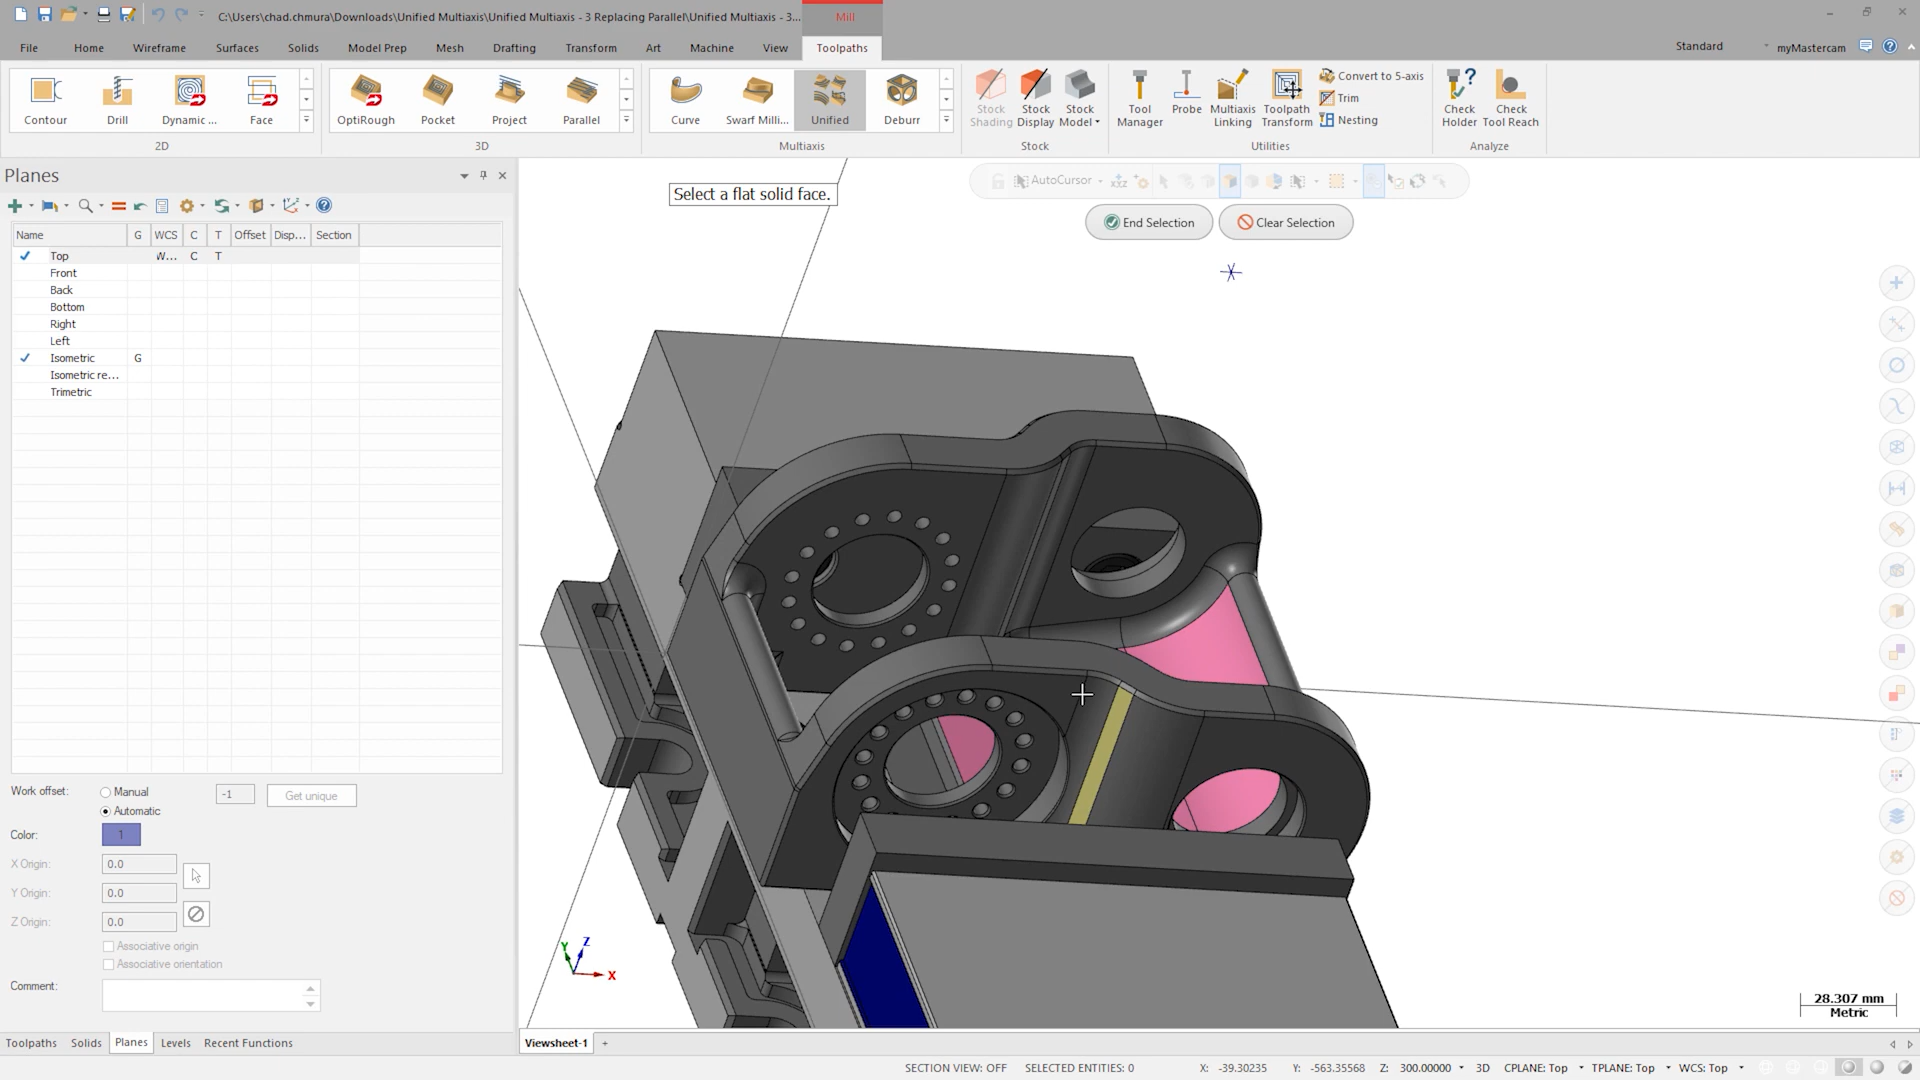 C:\Users\chad.chmura\Downloads\Unified Multiaxis\Unified Multiaxis - 3 Replacing Parallel\Unified Multiaxis - 3...
Mill
File Home Wireframe Surfaces Solids Model Prep Mesh Drafting Transform Art Machine View Toolpaths
Standard myMastercam
Contour Drill Dynamic ... Face
2D
OptiRough Pocket Project Parallel
3D
Curve Swarf Milli... Unified Deburr
Multiaxis
Stock Shading Stock Display Stock Model
Stock
Tool Manager Probe Multiaxis Linking Toolpath Transform
Convert to 5-axis
Trim
Nesting
Utilities
Check Holder Check Tool Reach
Analyze
Planes
Name G WCS C T Offset Disp... Section
Top W... C T
Front
Back
Bottom
Right
Left
Isometric G
Isometric re...
Trimetric
Work offset: Manual -1 Get unique
Automatic
Color: 1
X Origin: 0.0
Y Origin: 0.0
Z Origin: 0.0
Associative origin
Associative orientation
Comment:
Toolpaths Solids Planes Levels Recent Functions
Select a flat solid face.
AutoCursor
End Selection Clear Selection
Y Z X
28.307 mm
Metric
Viewsheet-1 +
SECTION VIEW: OFF SELECTED ENTITIES: 0 X: -39.30235 Y: -563.35568 Z: 300.00000 3D CPLANE: Top TPLANE: Top WCS: Top